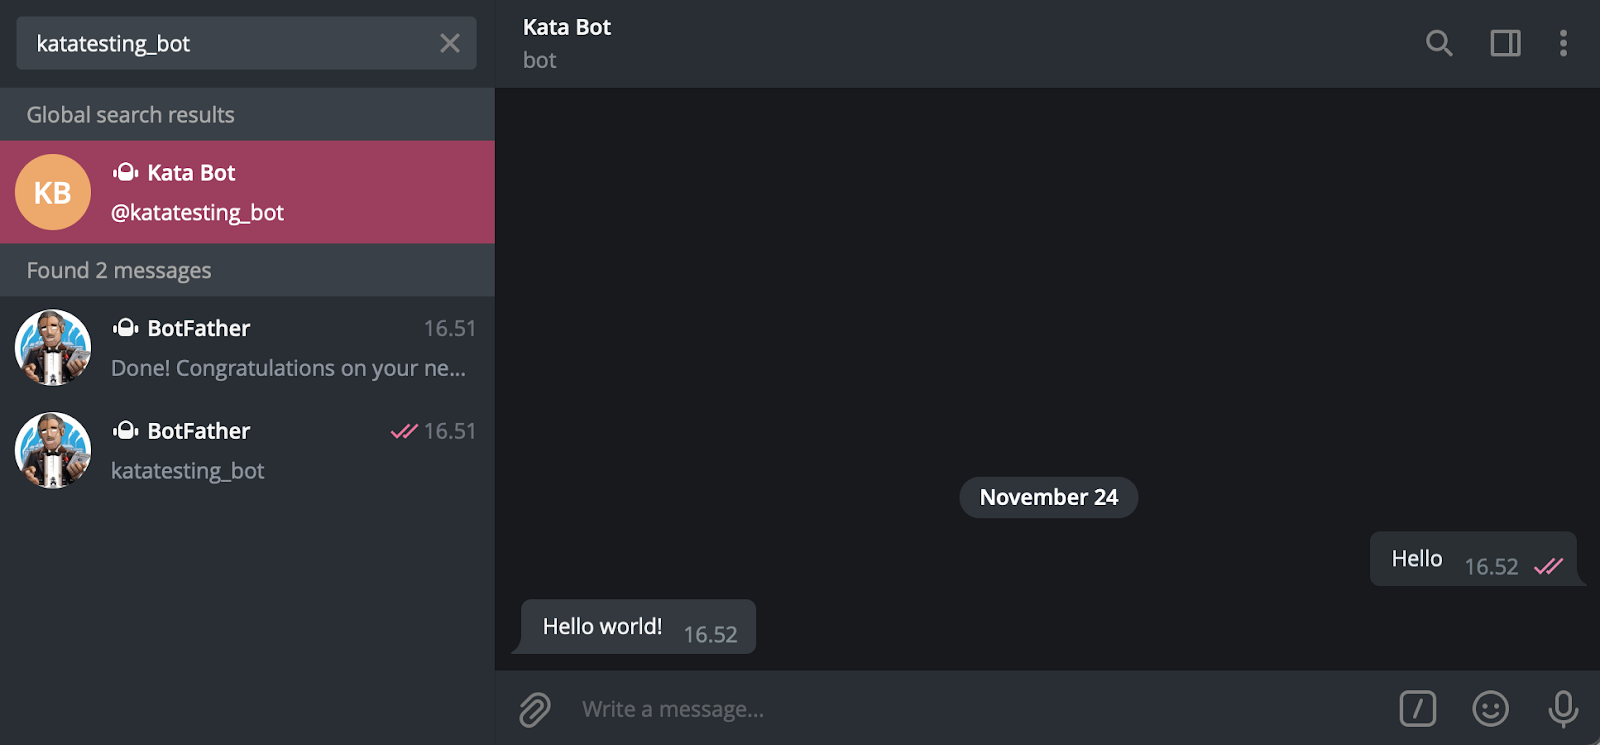 katatesting_bot
Global search results
KB
Kata Bot
@katatesting_bot
Found 2 messages
BotFather 16.51
Done! Congratulations on your ne...
BotFather 16.51
katatesting_bot
Kata Bot
bot
November 24
Hello 16.52
Hello world! 16.52
Write a message...